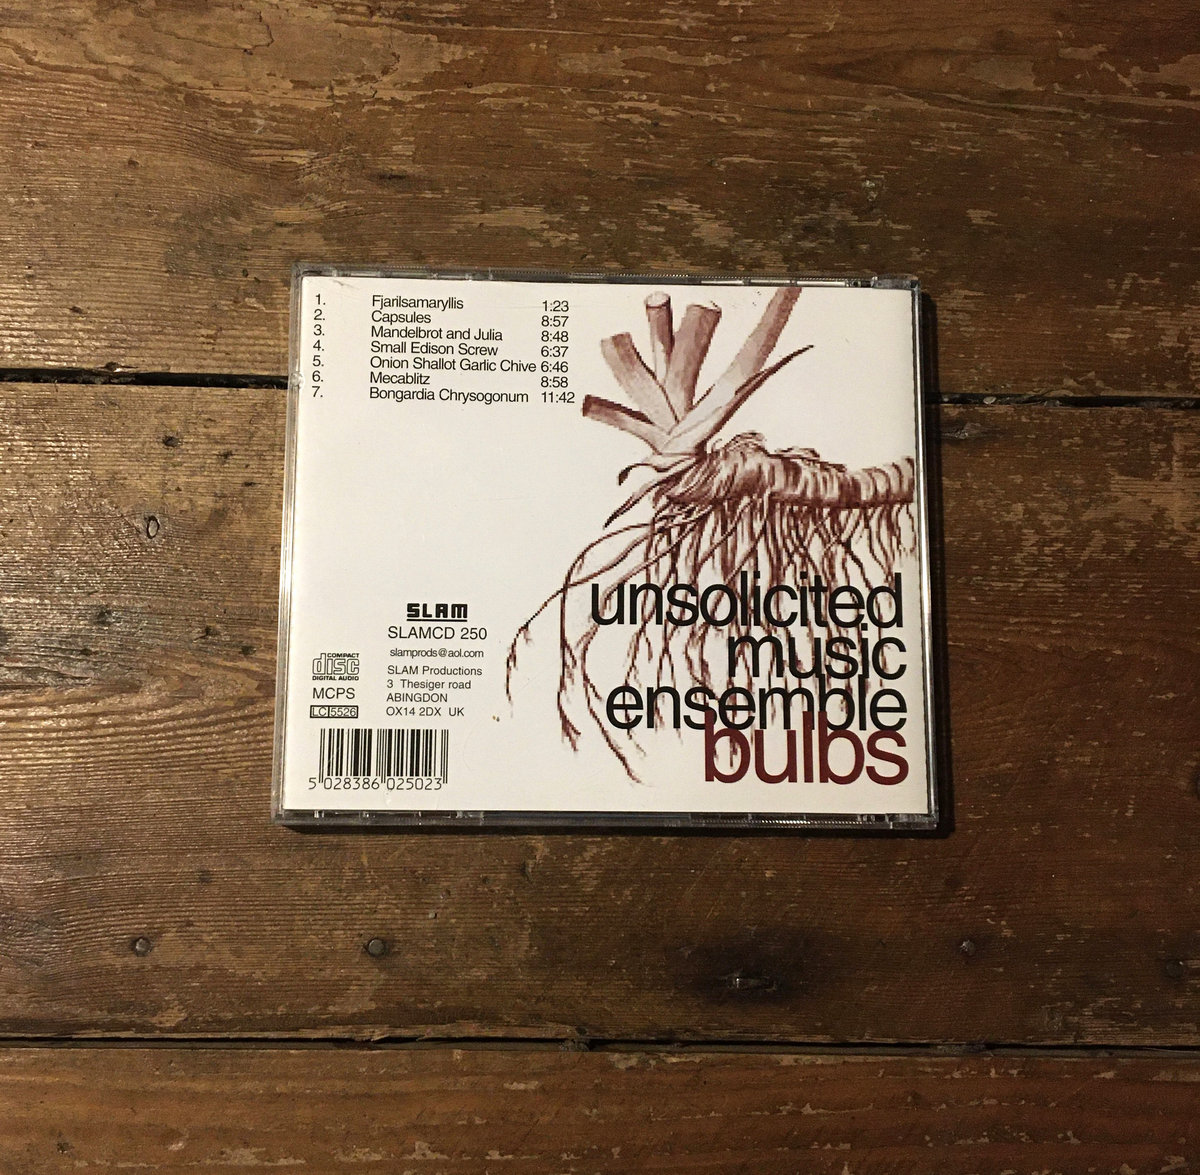 1. Fjarilsamaryllis 1:23
2. Capsules 8:57
3. Mandelbrot and Julia 8:48
4. Small Edison Screw 6:37
5. Onion Shallot Garlic Chive 6:46
6. Mecablitz 8:58
7. Bongardia Chrysogonum 11:42
unsolicited
music
ensemble
bulbs
SLAM
SLAMCD 250
slamprods@aol.com
SLAM Productions
3 Thesiger road
ABINGDON
OX14 2DX UK
COMPACT
disc
DIGITAL AUDIO
MCPS
LC 5526
5 028386 025023